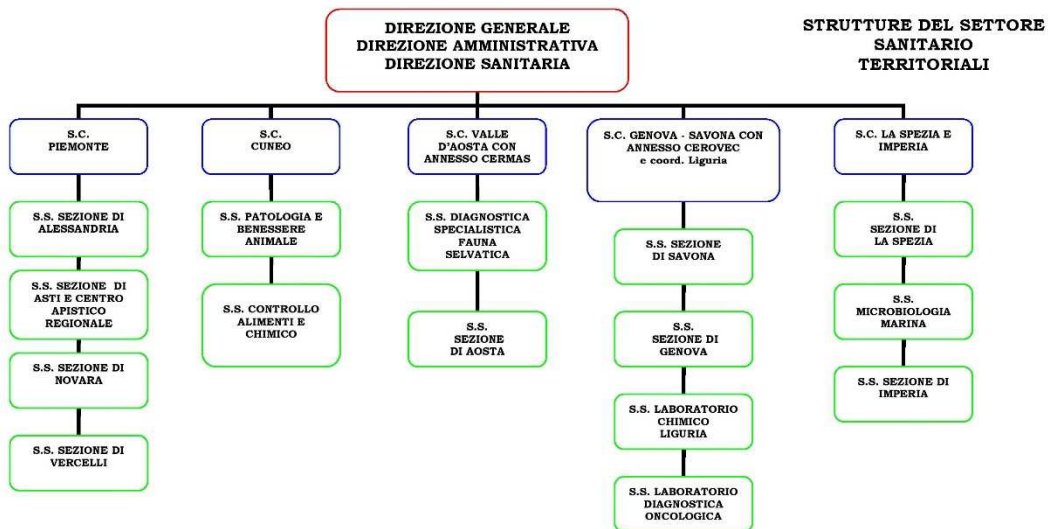 DIREZIONE GENERALE
DIREZIONE AMMINISTRATIVA
DIREZIONE SANITARIA
STRUTTURE DEL SETTORE
SANITARIO
TERRITORIALI
S.C.
PIEMONTE
S.S. SEZIONE DI
ALESSANDRIA
S.S. SEZIONE DI
ASTI E CENTRO
APISTICO
REGIONALE
S.S. SEZIONE DI
NOVARA
S.S. SEZIONE DI
VERCELLI
S.C.
CUNEO
S.S. PATOLOGIA E
BENESSERE
ANIMALE
S.S. CONTROLLO
ALIMENTI E
CHIMICO
S.C. VALLE
D'AOSTA CON
ANNESSO CERMAS
S.S. DIAGNOSTICA
SPECIALISTICA
FAUNA
SELVATICA
S.S.
SEZIONE
DI AOSTA
S.C. GENOVA - SAVONA CON
ANNESSO CEROVEC
e coord. Liguria
S.S. SEZIONE
DI SAVONA
S.S.
SEZIONE DI
GENOVA
S.S. LABORATORIO
CHIMICO
LIGURIA
S.S. LABORATORIO
DIAGNOSTICA
ONCOLOGICA
S.C. LA SPEZIA E
IMPERIA
S.S.
SEZIONE DI
LA SPEZIA
S.S.
MICROBIOLOGIA
MARINA
S.S. SEZIONE DI
IMPERIA